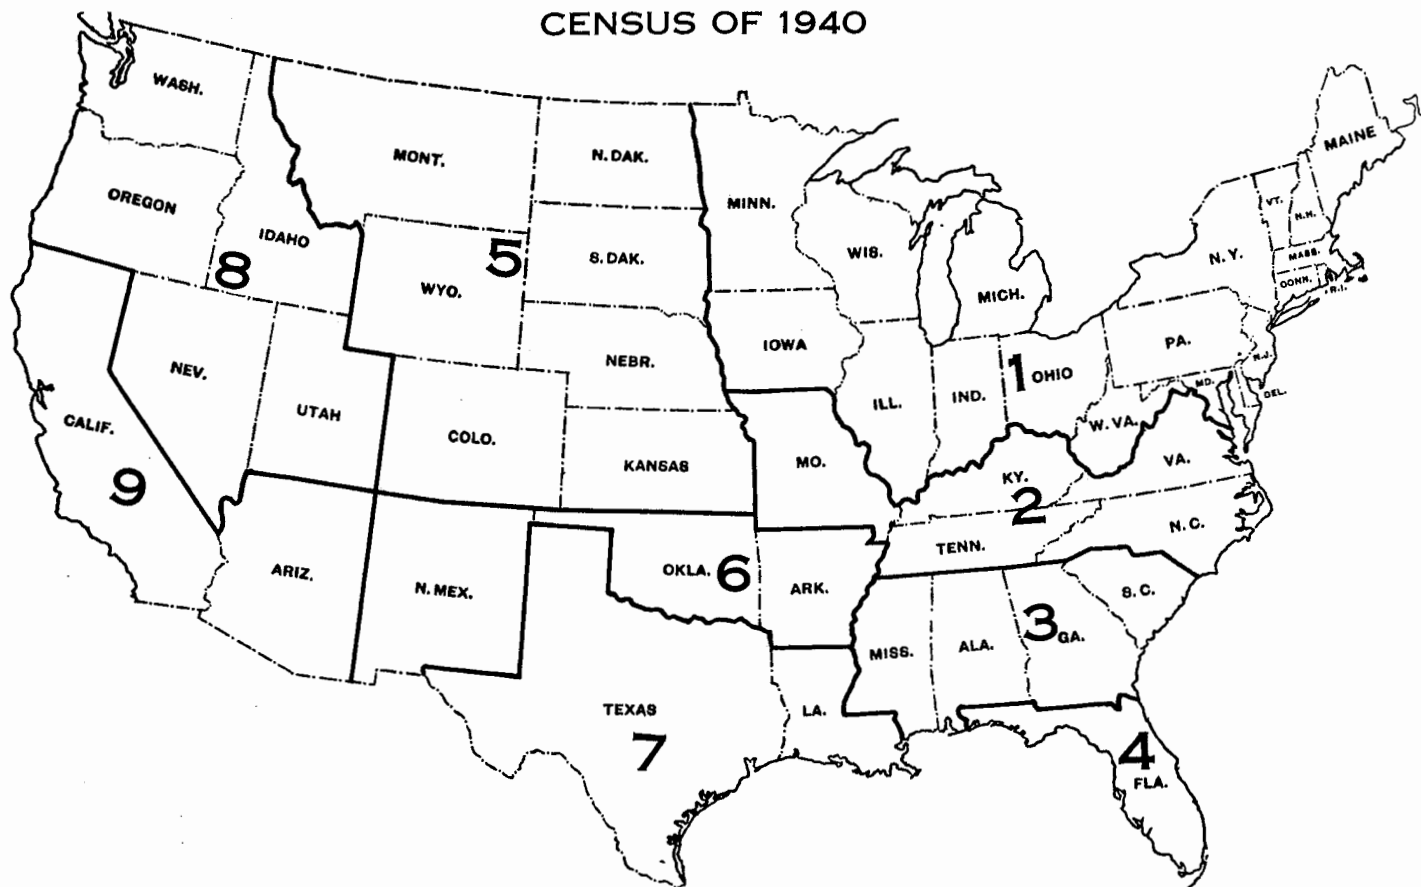 CENSUS OF 1940
WASH.
MONT.
N. DAK.
MINN.
MAINE
OREGON
IDAHO
8
5
WYO.
S. DAK.
WIS.
MICH.
N.Y.
VT.
N.H.
MASS.
CONN.
R.I.
NEV.
UTAH
COLO.
NEBR.
IOWA
ILL.
IND.
1
OHIO
PA.
N.J.
MD.
DEL.
W. VA.
CALIF.
9
KANSAS
MO.
KY.
2
VA.
ARIZ.
N. MEX.
OKLA.
6
ARK.
TENN.
N.C.
MISS.
ALA.
3
GA.
S.C.
TEXAS
7
LA.
4
FLA.